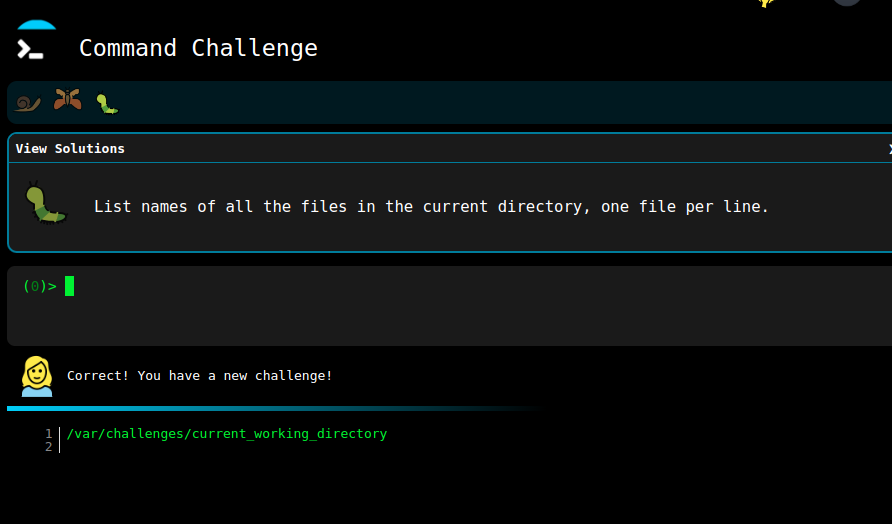 Command Challenge
View Solutions
List names of all the files in the current directory, one file per line.
(0)>
Correct! You have a new challenge!
1 /var/challenges/current_working_directory
2